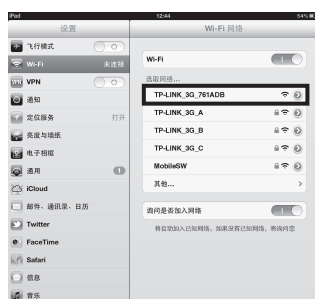 iPad 12:44 54%
设置
飞行模式
Wi-Fi 未连接
VPN
通知
定位服务 打开
亮度与墙纸
电子相框
通用 1
iCloud
邮件、通讯录、日历
Twitter
FaceTime
Safari
信息
音乐
Wi-Fi 网络
Wi-Fi
选取网络...
TP-LINK_3G_761ADB
TP-LINK_3G_A
TP-LINK_3G_B
TP-LINK_3G_C
MobileSW
其他...
询问是否加入网络
将自动加入已知网络。如果没有已知网络，将询问您